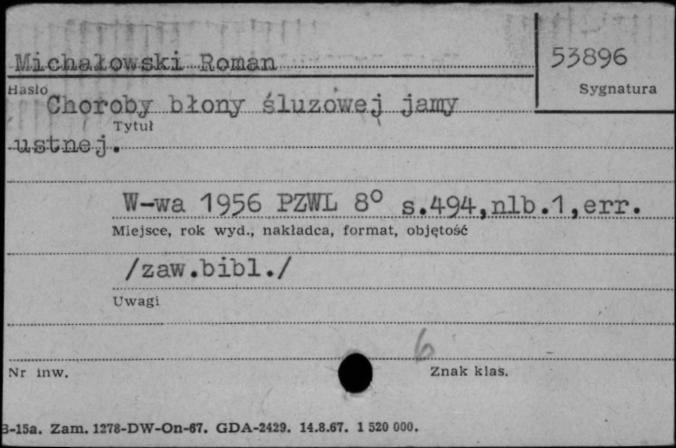 Michałowski Roman
53896
Hasło
Sygnatura
Choroby błony śluzowej jamy
Tytuł
ustnej.
W-wa 1956 PZWL 8° s.494,nlb.1,err.
Miejsce, rok wyd., nakładca, format, objętość
/zaw.bibl./
Uwagi
6
Nr inw.
Znak klas.
B-15a. Zam. 1278-DW-On-67. GDA-2429. 14.8.67. 1 520 000.